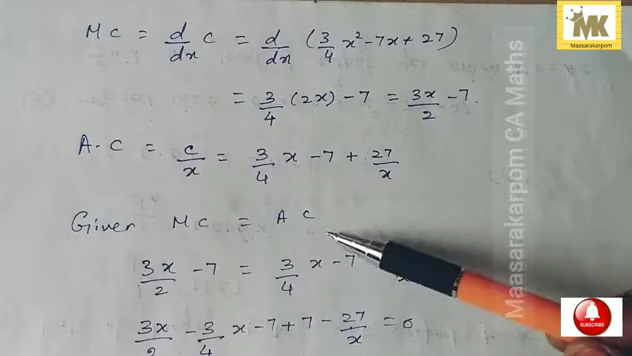 MC = d/dx C = d/dx (3/4 x² - 7x + 27)
= 3/4 (2x) - 7 = 3x/2 - 7.
A.C = C/x = 3/4 x - 7 + 27/x
Given MC = AC
3x/2 - 7 = 3/4 x - 7
3x/2 - 3/4 x - 7 + 7 - 27/x = 0
MK
Maasarakarpom
Maasarakarpom CA Maths
SUBSCRIBE